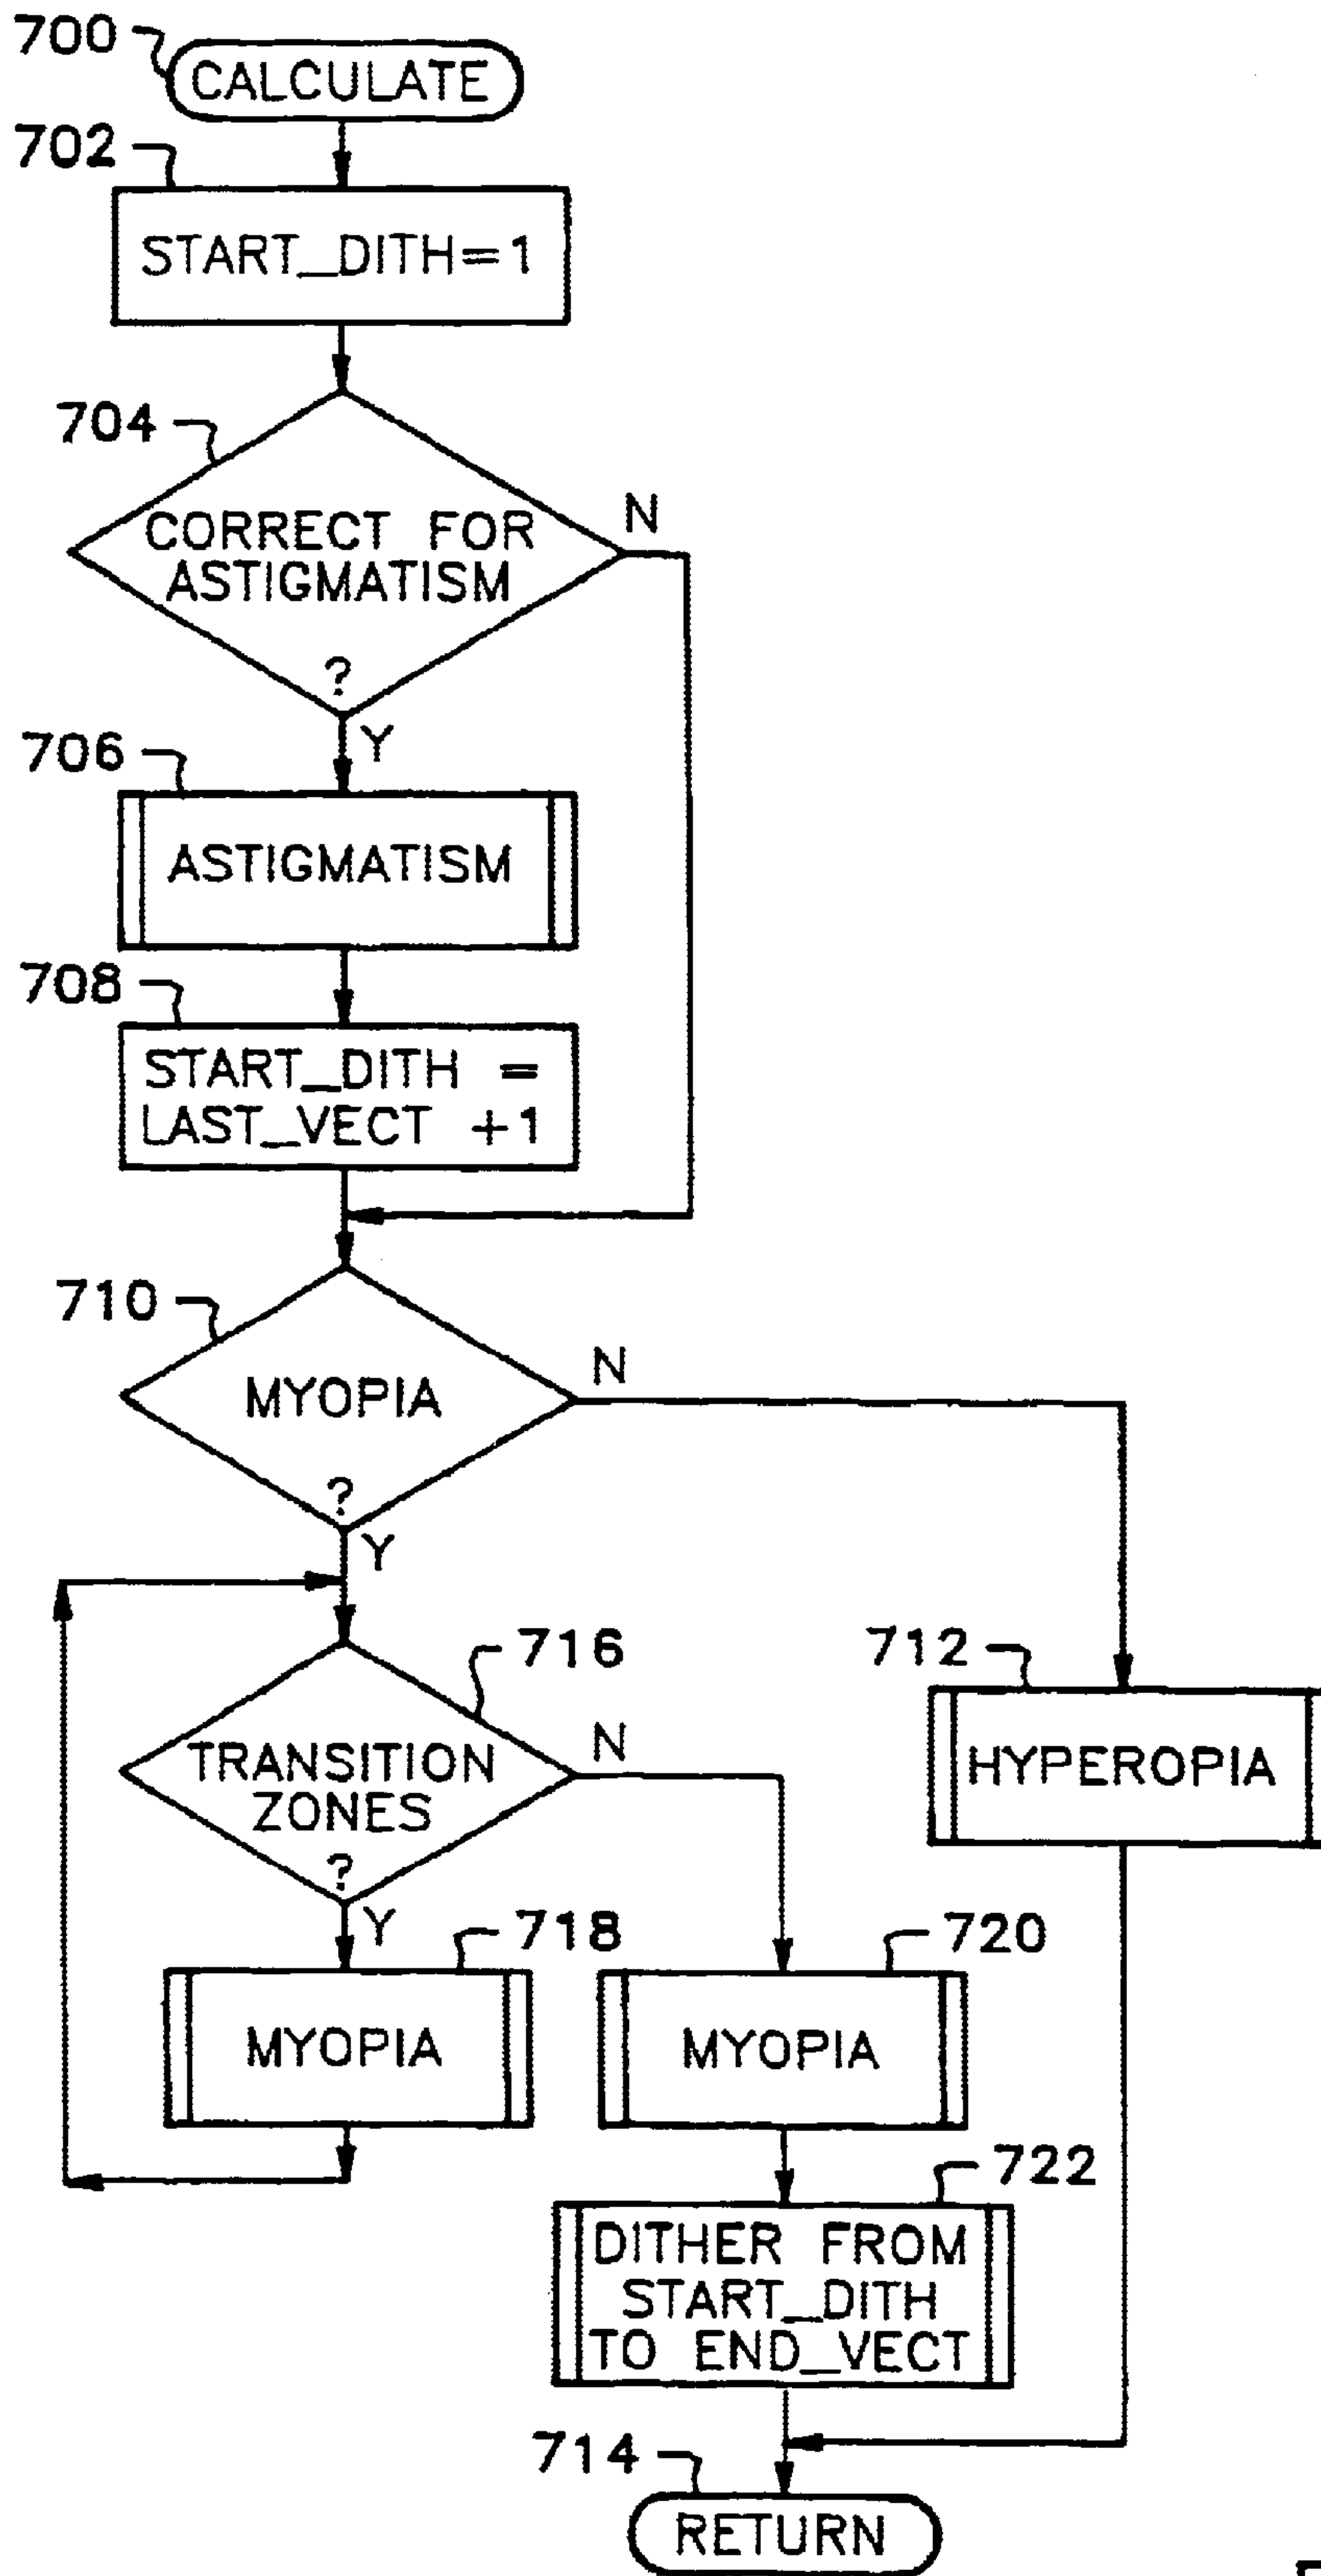 700
CALCULATE
702
START_DITH=1
704
CORRECT FOR
ASTIGMATISM
?
N
Y
706
ASTIGMATISM
708
START_DITH =
LAST_VECT +1
710
MYOPIA
?
N
Y
716
TRANSITION
ZONES
?
N
Y
712
HYPEROPIA
718
MYOPIA
720
MYOPIA
722
DITHER FROM
START_DITH
TO END_VECT
714
RETURN